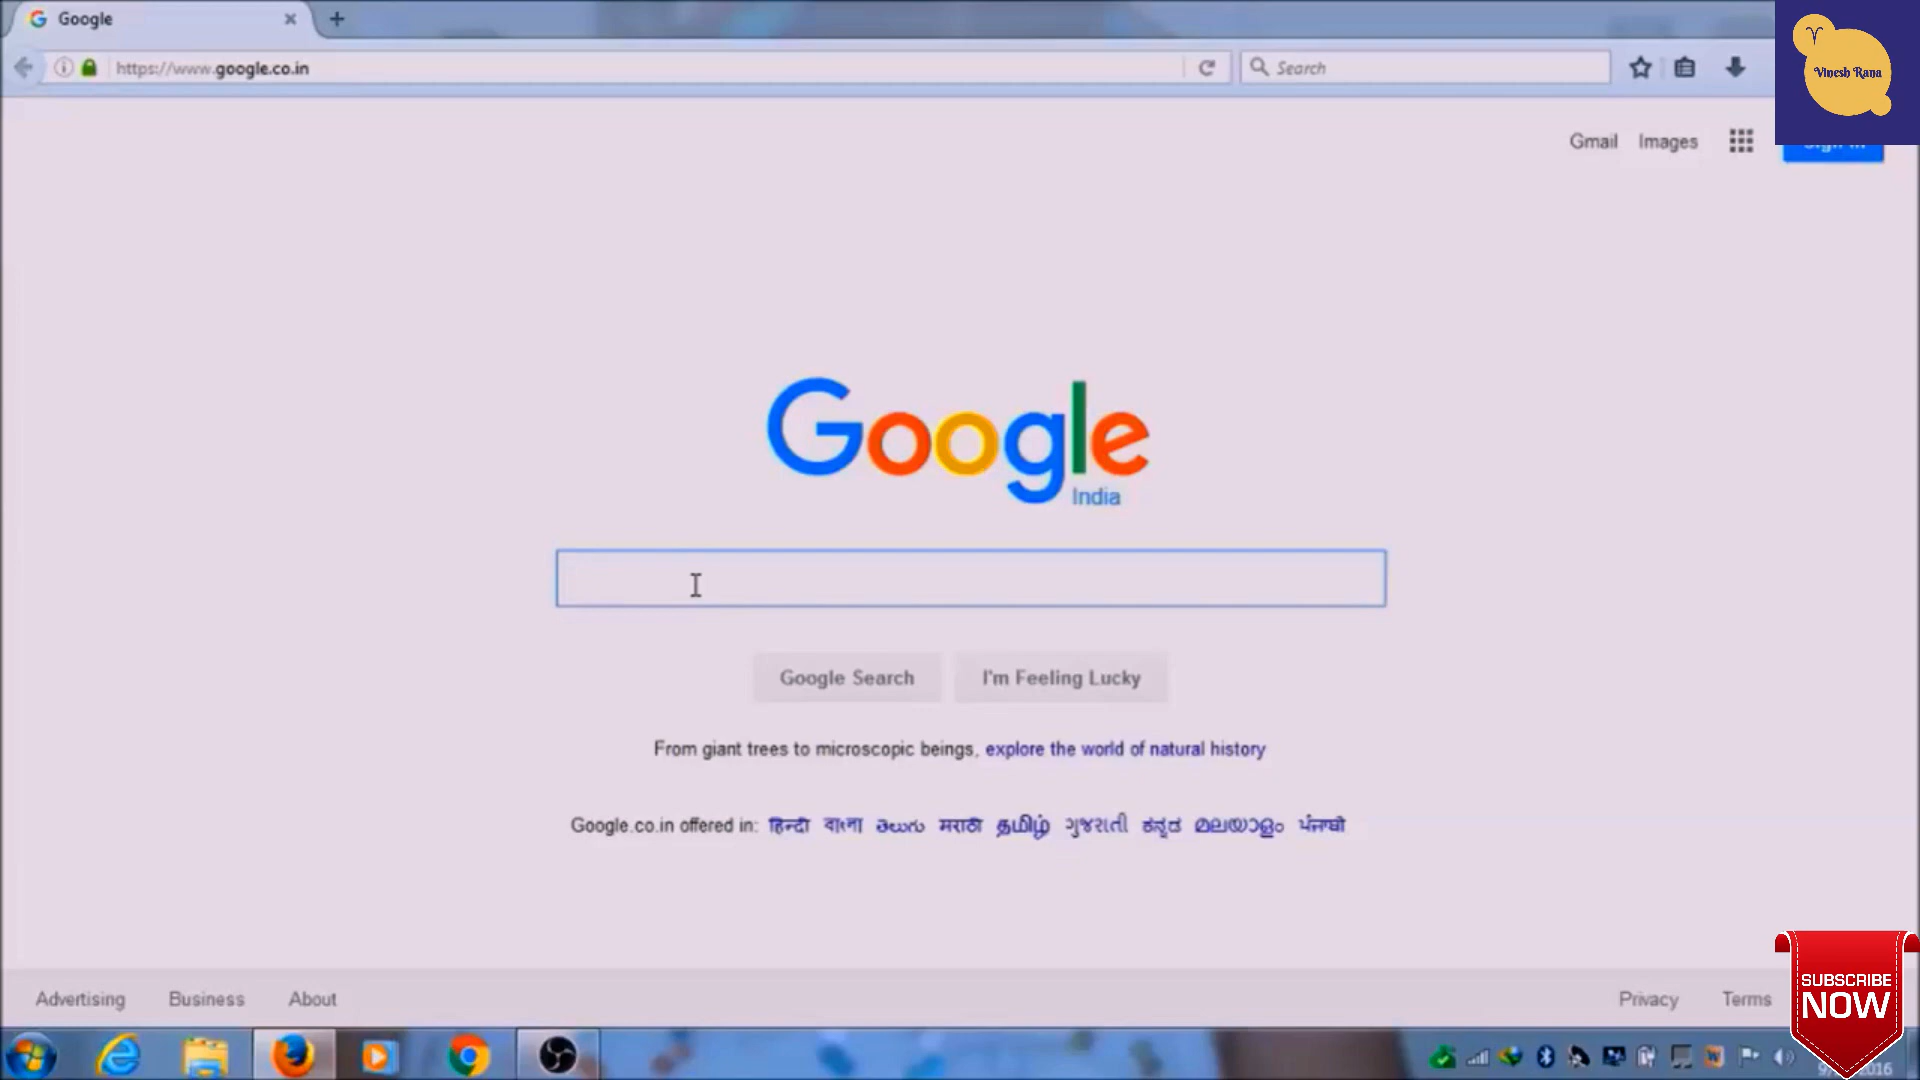 Google
https://www.google.co.in
Search
Vinesh Rana
Gmail Images
Google
India
Google Search I'm Feeling Lucky
From giant trees to microscopic beings, explore the world of natural history
Google.co.in offered in: हिन्दी বাংলা తెలుగు मराठी தமிழ் ગુજરાતી ಕನ್ನಡ മലയാളം ਪੰਜਾਬੀ
Advertising Business About
Privacy Terms
SUBSCRIBE
NOW